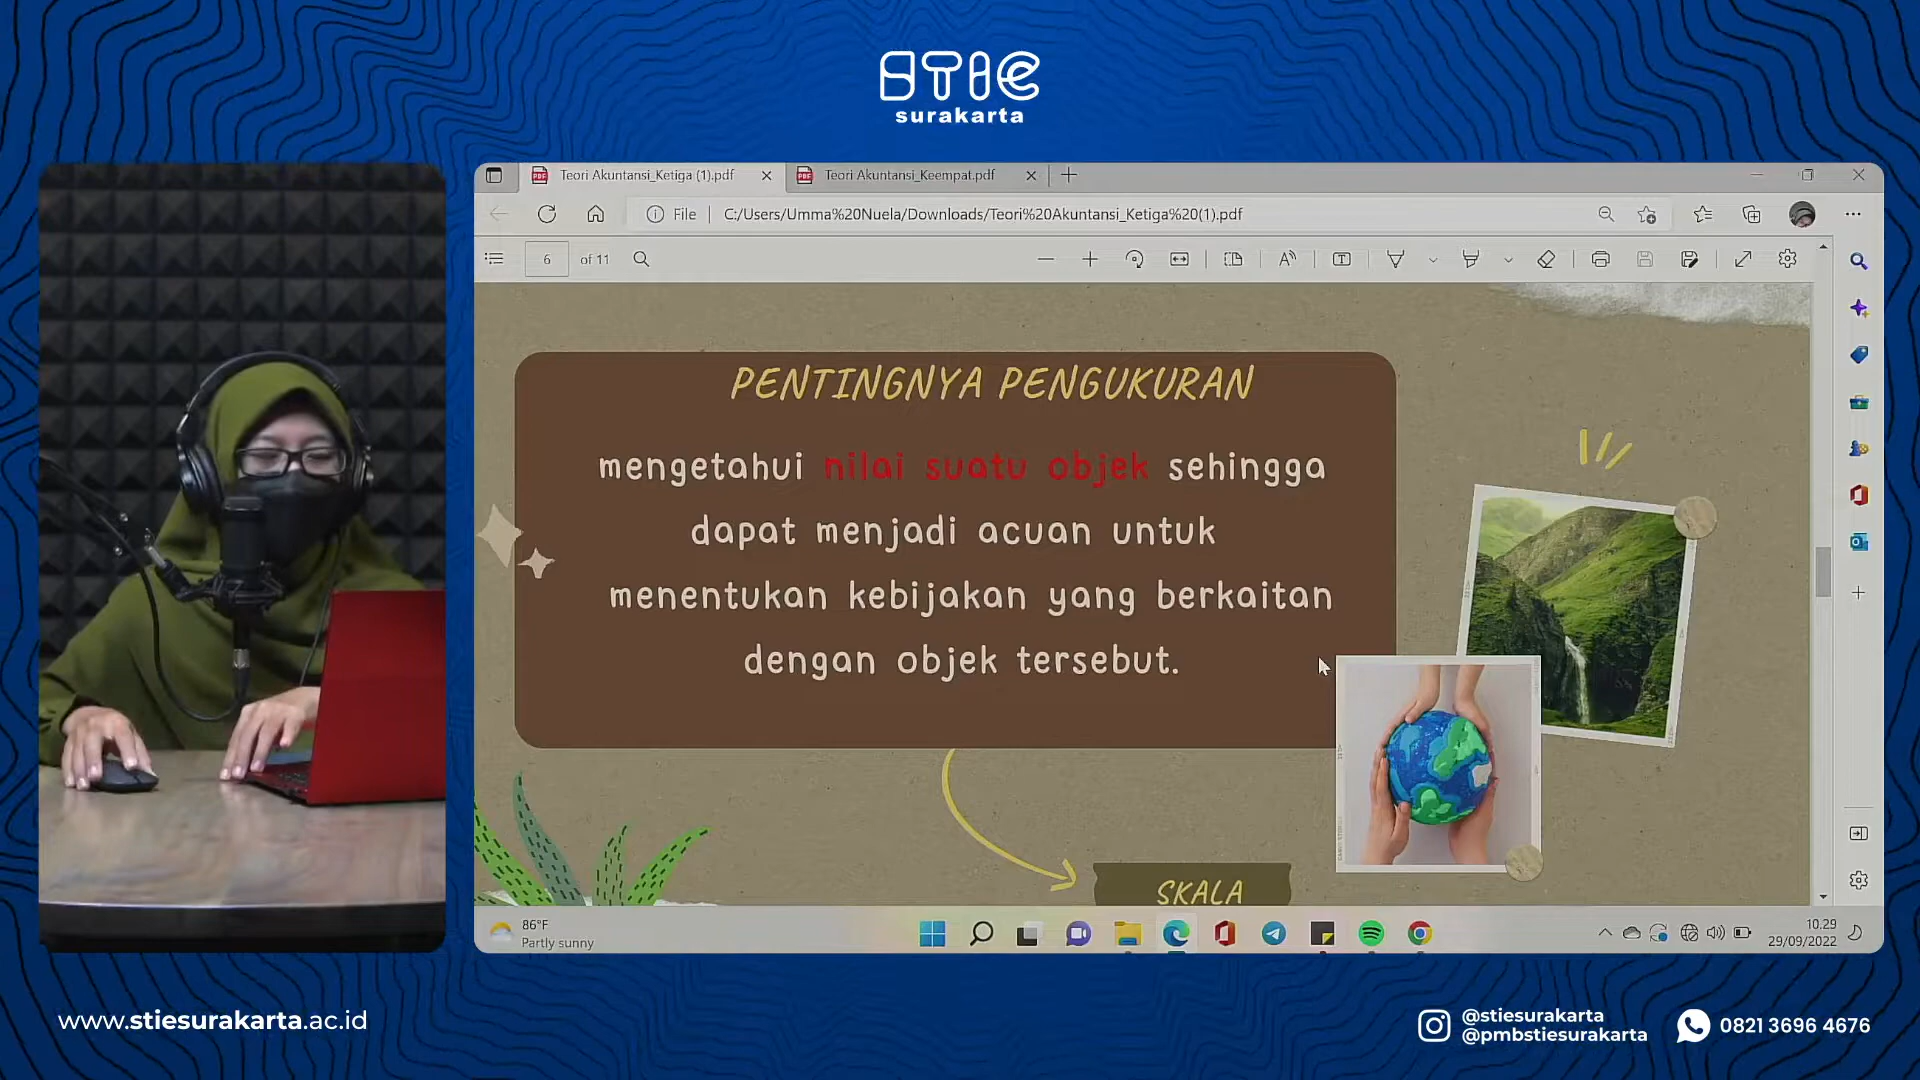 STIE
surakarta
Teori Akuntansi_Ketiga (1).pdf
Teori Akuntansi_Keempat.pdf
File
C:/Users/Umma%20Nuela/Downloads/Teori%20Akuntansi_Ketiga%20(1).pdf
6 of 11
PENTINGNYA PENGUKURAN
mengetahui nilai suatu objek sehingga
dapat menjadi acuan untuk
menentukan kebijakan yang berkaitan
dengan objek tersebut.
SKALA
86°F
Partly sunny
10.29
29/09/2022
www.stiesurakarta.ac.id
@stiesurakarta
@pmbstiesurakarta
0821 3696 4676